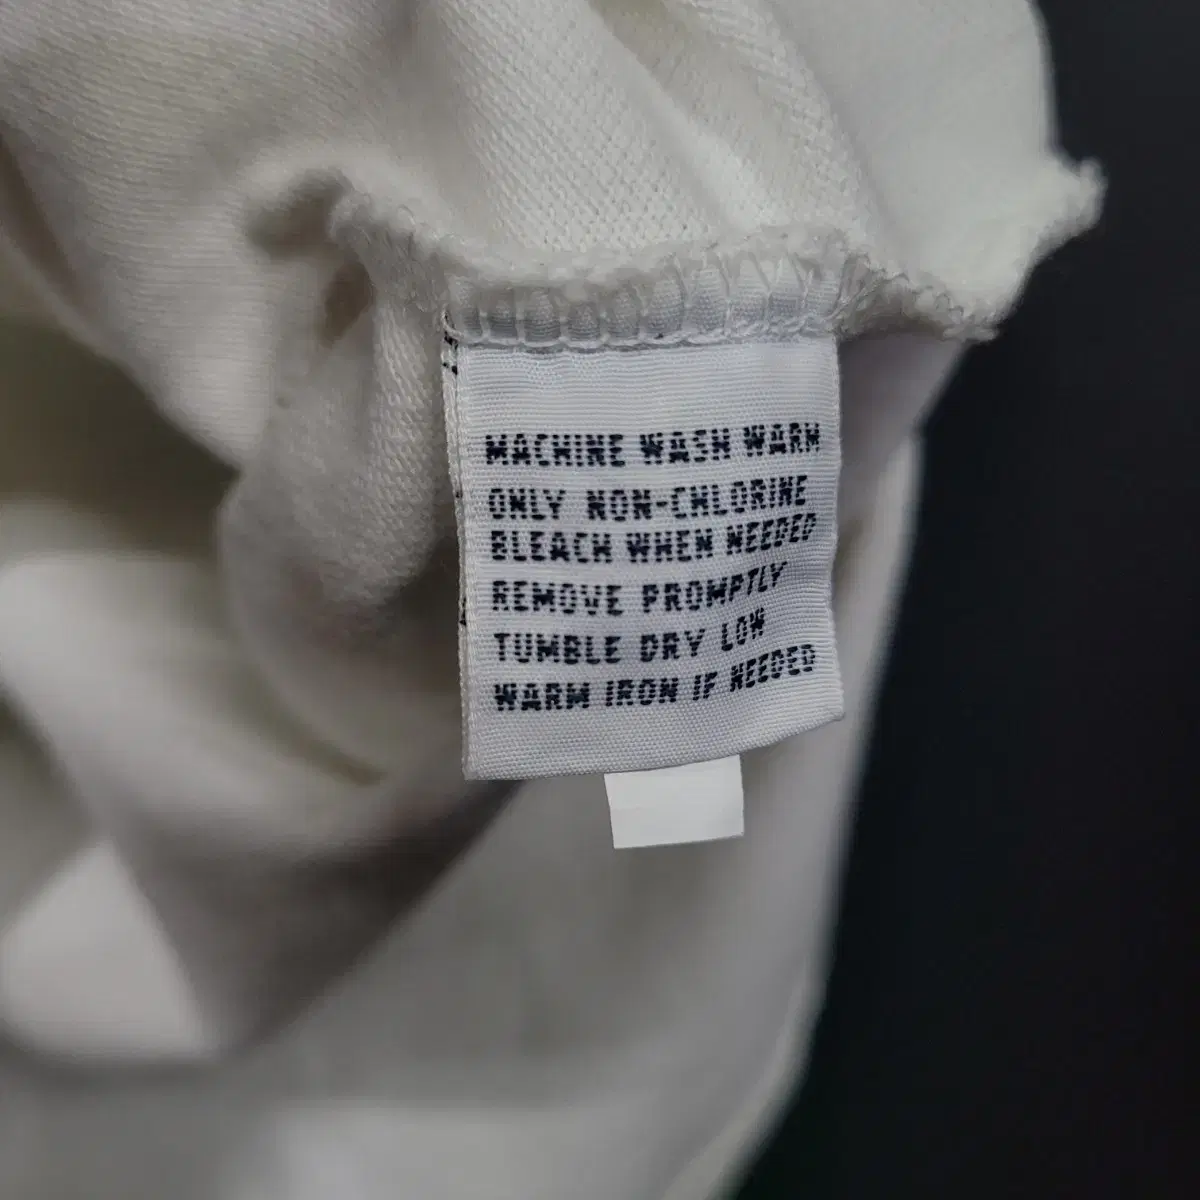 MACHINE WASH WARM
ONLY NON-CHLORINE
BLEACH WHEN NEEDED
REMOVE PROMPTLY
TUMBLE DRY LOW
WARM IRON IF NEEDED